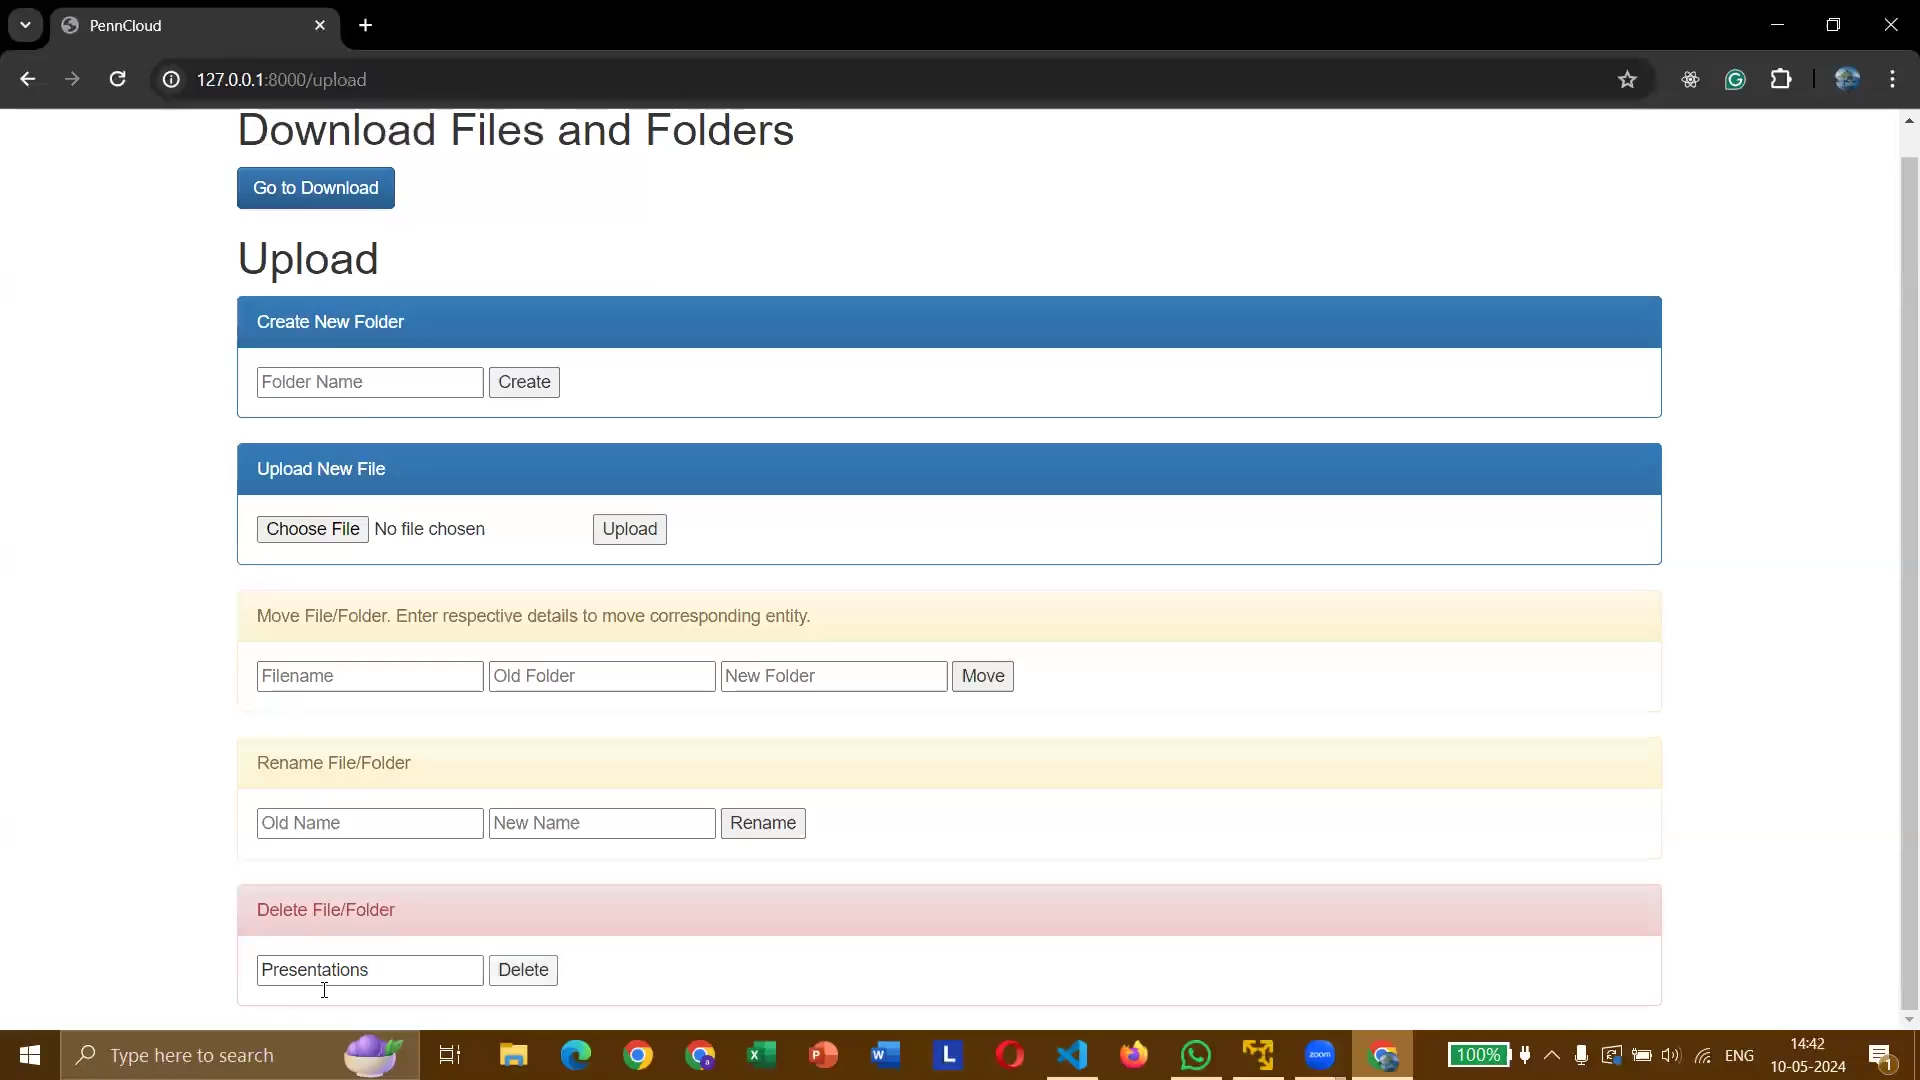 PennCloud
127.0.0.1:8000/upload
Download Files and Folders
Go to Download
Upload
Create New Folder
Folder Name Create
Upload New File
Choose File No file chosen Upload
Move File/Folder. Enter respective details to move corresponding entity.
Filename Old Folder New Folder Move
Rename File/Folder
Old Name New Name Rename
Delete File/Folder
Presentations Delete
Type here to search
zoom
100%
ENG
14:42
10-05-2024
1